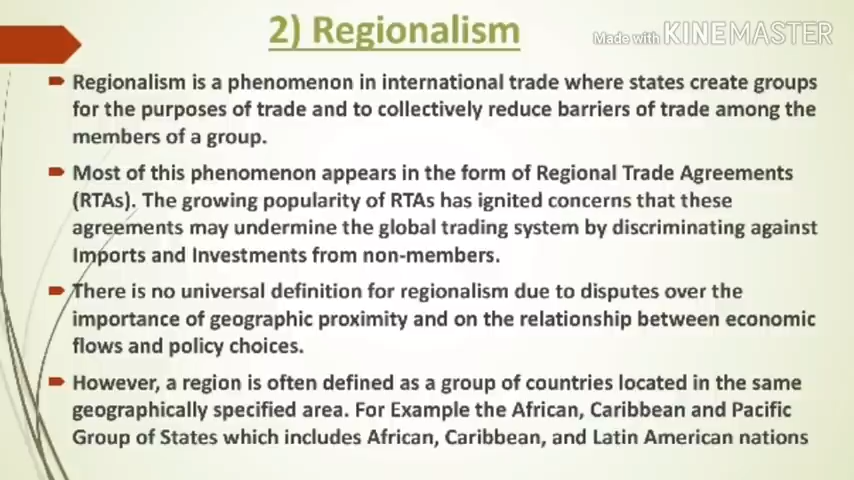 2) Regionalism
Made with KINEMASTER
Regionalism is a phenomenon in international trade where states create groups
for the purposes of trade and to collectively reduce barriers of trade among the
members of a group.
Most of this phenomenon appears in the form of Regional Trade Agreements
(RTAs). The growing popularity of RTAs has ignited concerns that these
agreements may undermine the global trading system by discriminating against
Imports and Investments from non-members.
There is no universal definition for regionalism due to disputes over the
importance of geographic proximity and on the relationship between economic
flows and policy choices.
However, a region is often defined as a group of countries located in the same
geographically specified area. For Example the African, Caribbean and Pacific
Group of States which includes African, Caribbean, and Latin American nations